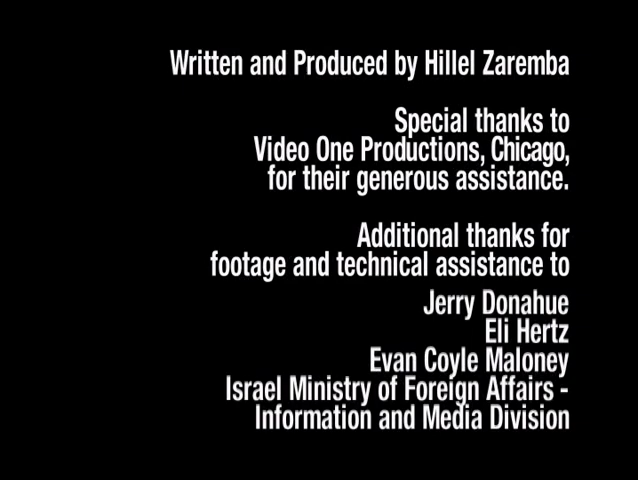 Written and Produced by Hillel Zaremba
Special thanks to
Video One Productions, Chicago,
for their generous assistance.
Additional thanks for
footage and technical assistance to
Jerry Donahue
Eli Hertz
Evan Coyle Maloney
Israel Ministry of Foreign Affairs -
Information and Media Division